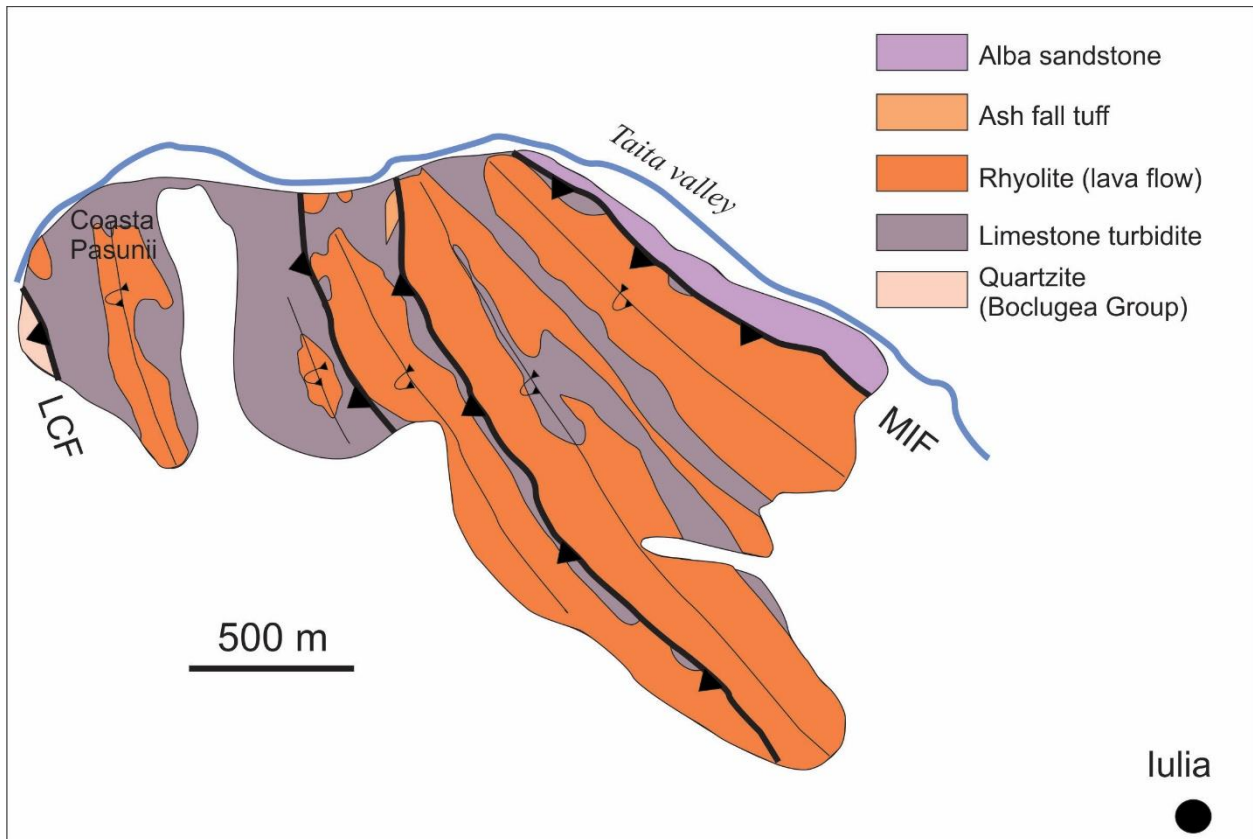 Alba sandstone
Ash fall tuff
Rhyolite (lava flow)
Limestone turbidite
Quartzite
(Boclugea Group)
Taita valley
Coasta
Pasunii
LCF
MIF
500 m
Iulia